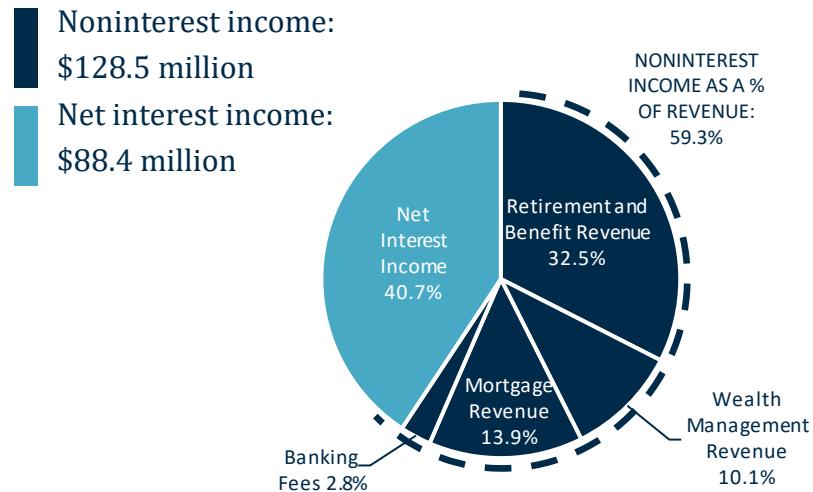 Noninterest income:
$128.5 million
Net interest income:
$88.4 million
NONINTEREST
INCOME AS A %
OF REVENUE:
59.3%
Retirement and
Benefit Revenue
32.5%
Net
Interest
Income
40.7%
Mortgage
Revenue
13.9%
Wealth
Management
Revenue
10.1%
Banking
Fees 2.8%